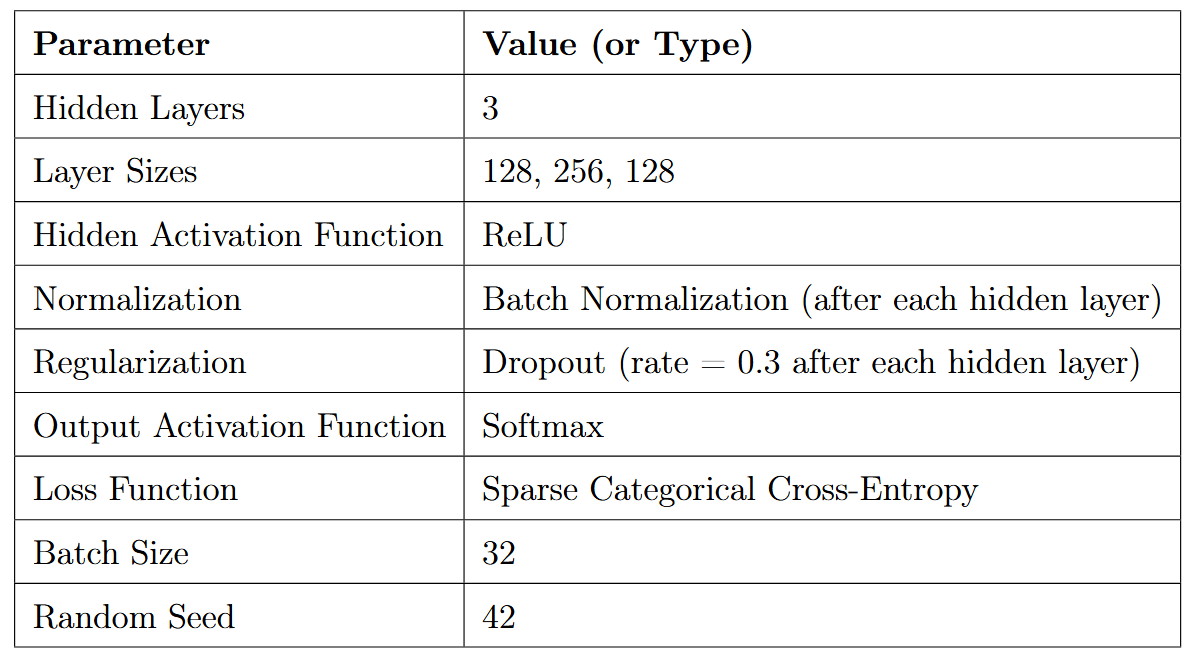 Parameter Value (or Type)
Hidden Layers 3
Layer Sizes 128, 256, 128
Hidden Activation Function ReLU
Normalization Batch Normalization (after each hidden layer)
Regularization Dropout (rate = 0.3 after each hidden layer)
Output Activation Function Softmax
Loss Function Sparse Categorical Cross-Entropy
Batch Size 32
Random Seed 42